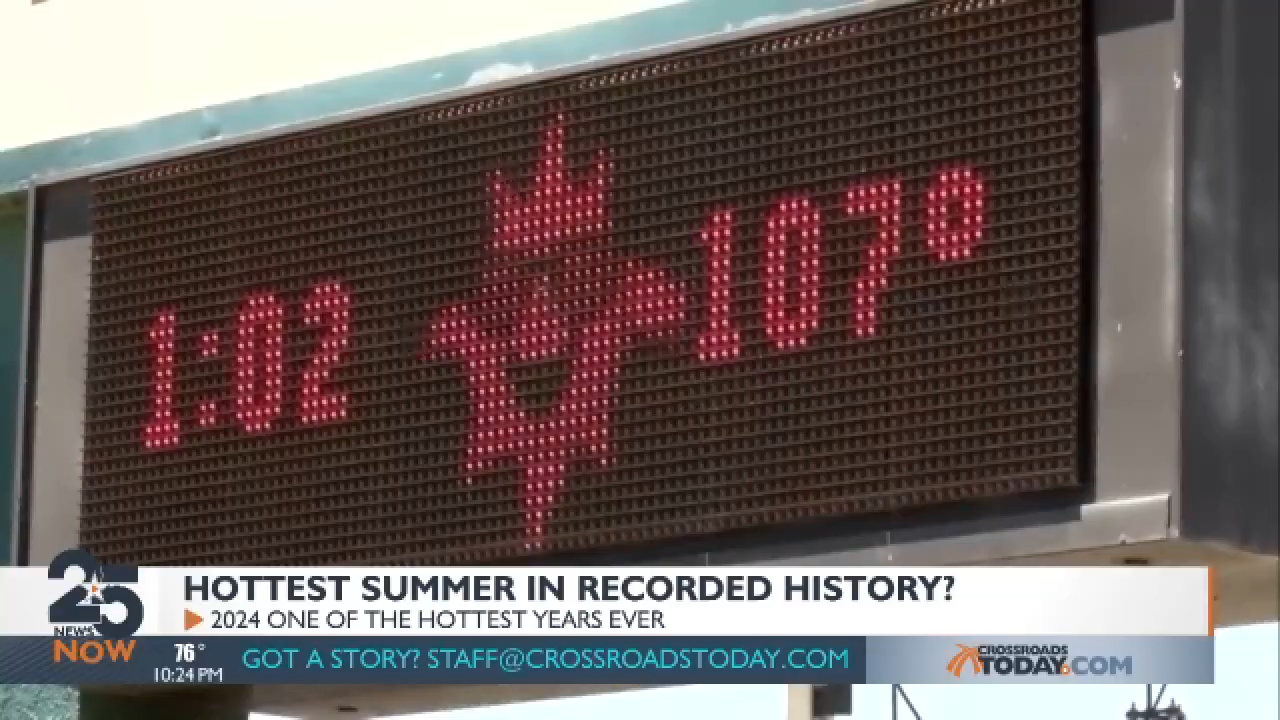 1:02 107°
HOTTEST SUMMER IN RECORDED HISTORY?
2024 ONE OF THE HOTTEST YEARS EVER
25
NEWS
NOW
76°
10:24 PM
GOT A STORY? STAFF@CROSSROADSTODAY.COM
CROSSROADS
TODAY.COM